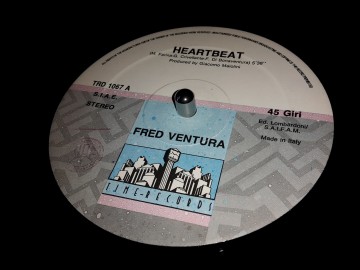 HEARTBEAT
Produced by Giacomo Maiolini
TRD 1067 A
S.I.A.E.
STEREO
45 Giri
Ed. Lombardoni/
S.A.I.F.A.M.
Made in Italy
FRED VENTURA
TIME-RECORDS